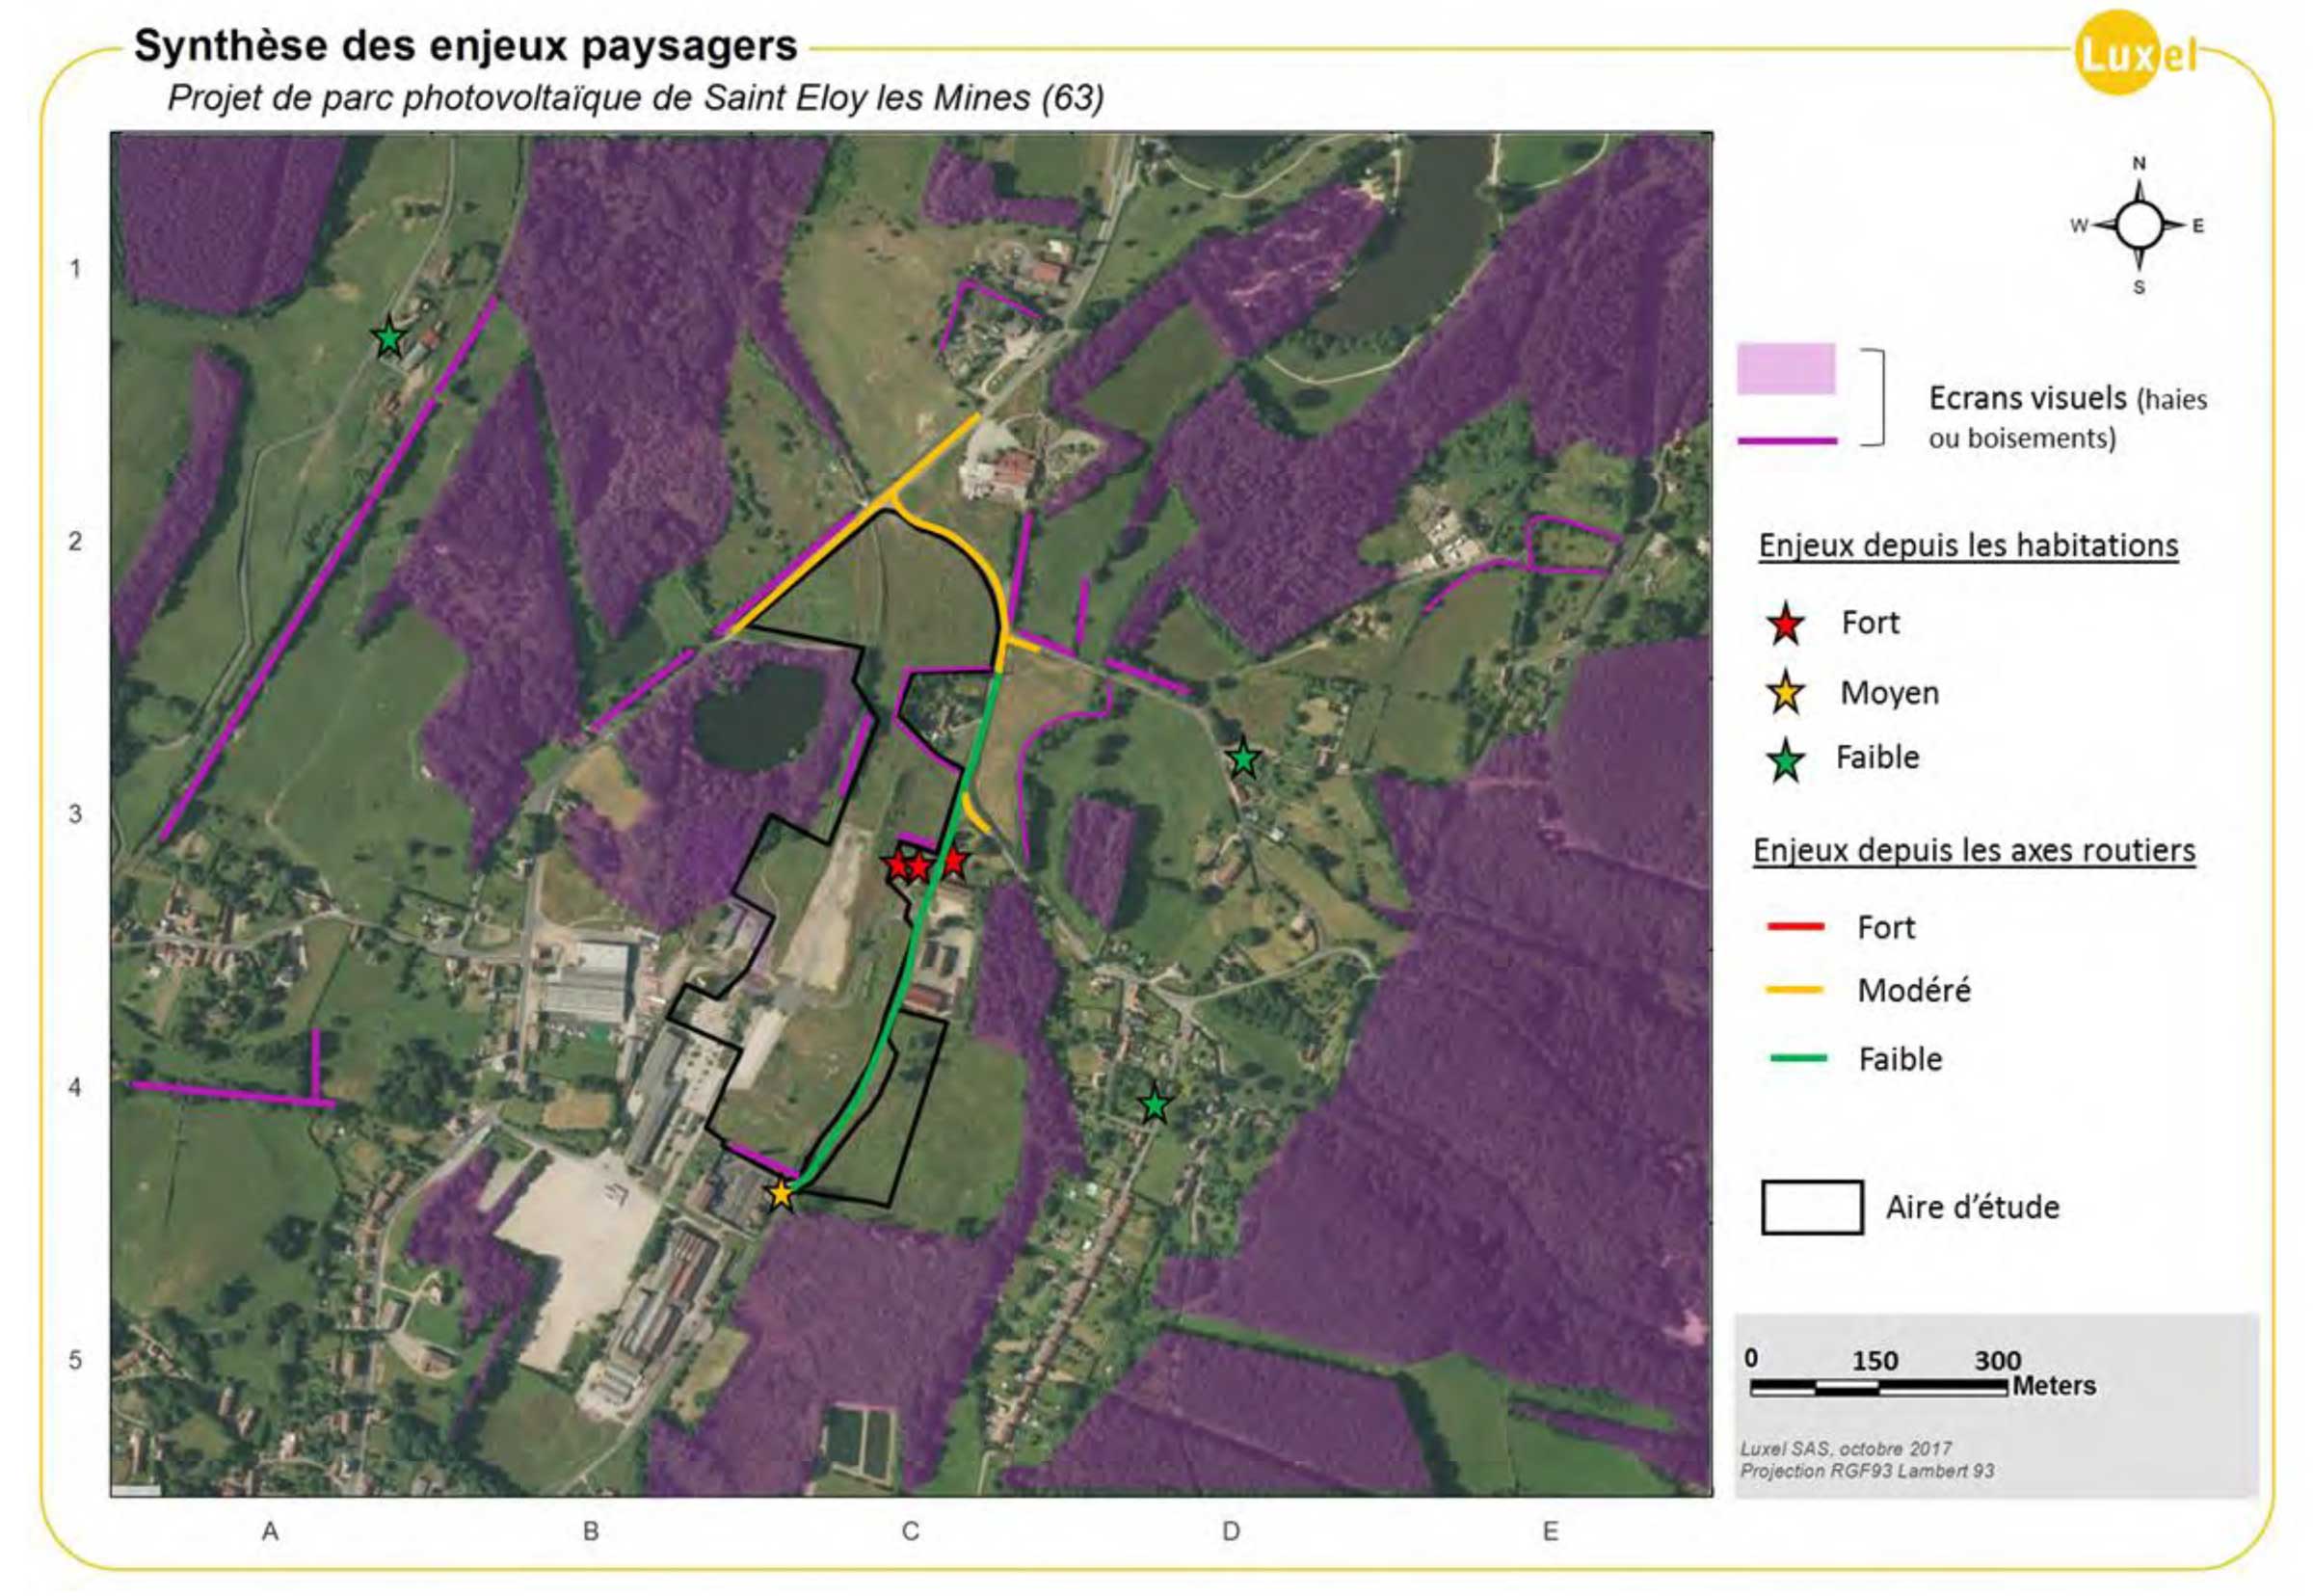 Synthèse des enjeux paysagers
Luxel
Projet de parc photovoltaïque de Saint Eloy les Mines (63)
N
W
E
S
1
2
3
4
5
A
B
C
D
E
Ecrans visuels (haies
ou boisements)
Enjeux depuis les habitations
Fort
Moyen
Faible
Enjeux depuis les axes routiers
Fort
Modéré
Faible
Aire d'étude
0 150 300
Meters
Luxel SAS, octobre 2017
Projection RGF93 Lambert 93